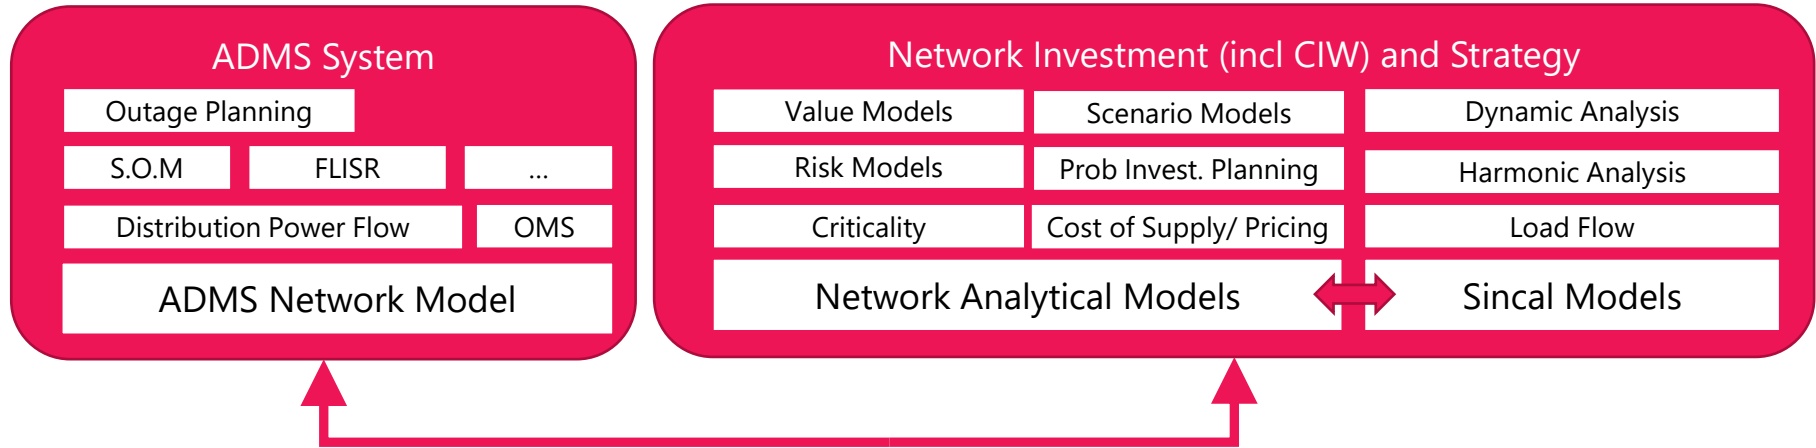 ADMS System
Outage Planning
S.O.M
FLISR
...
Distribution Power Flow
OMS
ADMS Network Model
Network Investment (incl CIW) and Strategy
Value Models
Scenario Models
Dynamic Analysis
Risk Models
Prob Invest. Planning
Harmonic Analysis
Criticality
Cost of Supply/ Pricing
Load Flow
Network Analytical Models
Sincal Models